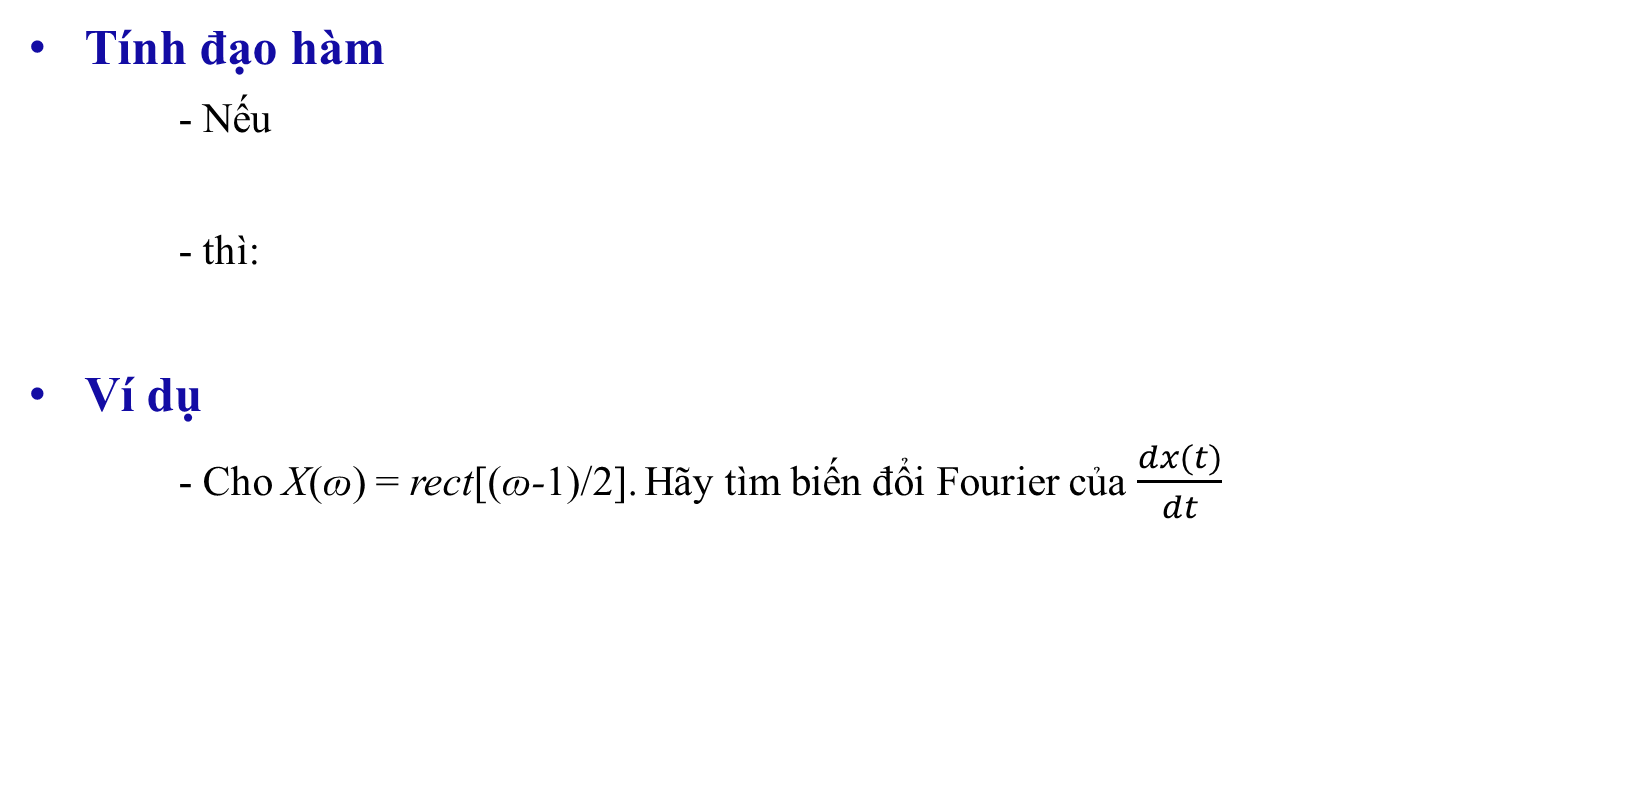 • Tính đạo hàm
- Nếu
- thì:
• Ví dụ
- Cho X(ω) = rect[(ω-1)/2]. Hãy tìm biến đổi Fourier của dx(t)/dt